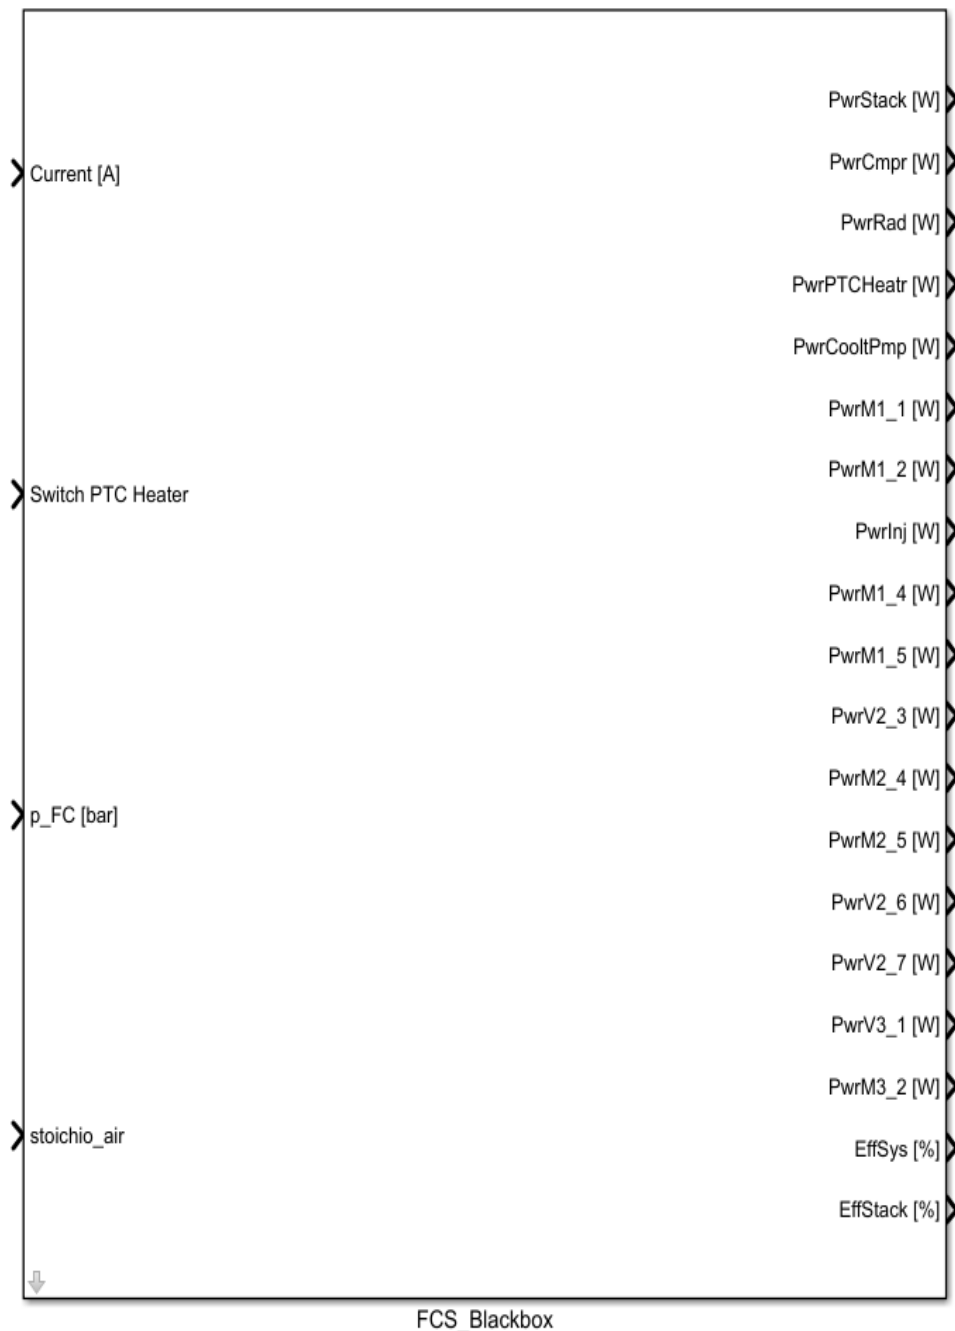 Current [A]
Switch PTC Heater
p_FC [bar]
stoichio_air
PwrStack [W]
PwrCmpr [W]
PwrRad [W]
PwrPTCHeatr [W]
PwrCooltPmp [W]
PwrM1_1 [W]
PwrM1_2 [W]
PwrInj [W]
PwrM1_4 [W]
PwrM1_5 [W]
PwrV2_3 [W]
PwrM2_4 [W]
PwrM2_5 [W]
PwrV2_6 [W]
PwrV2_7 [W]
PwrV3_1 [W]
PwrM3_2 [W]
EffSys [%]
EffStack [%]
FCS_Blackbox